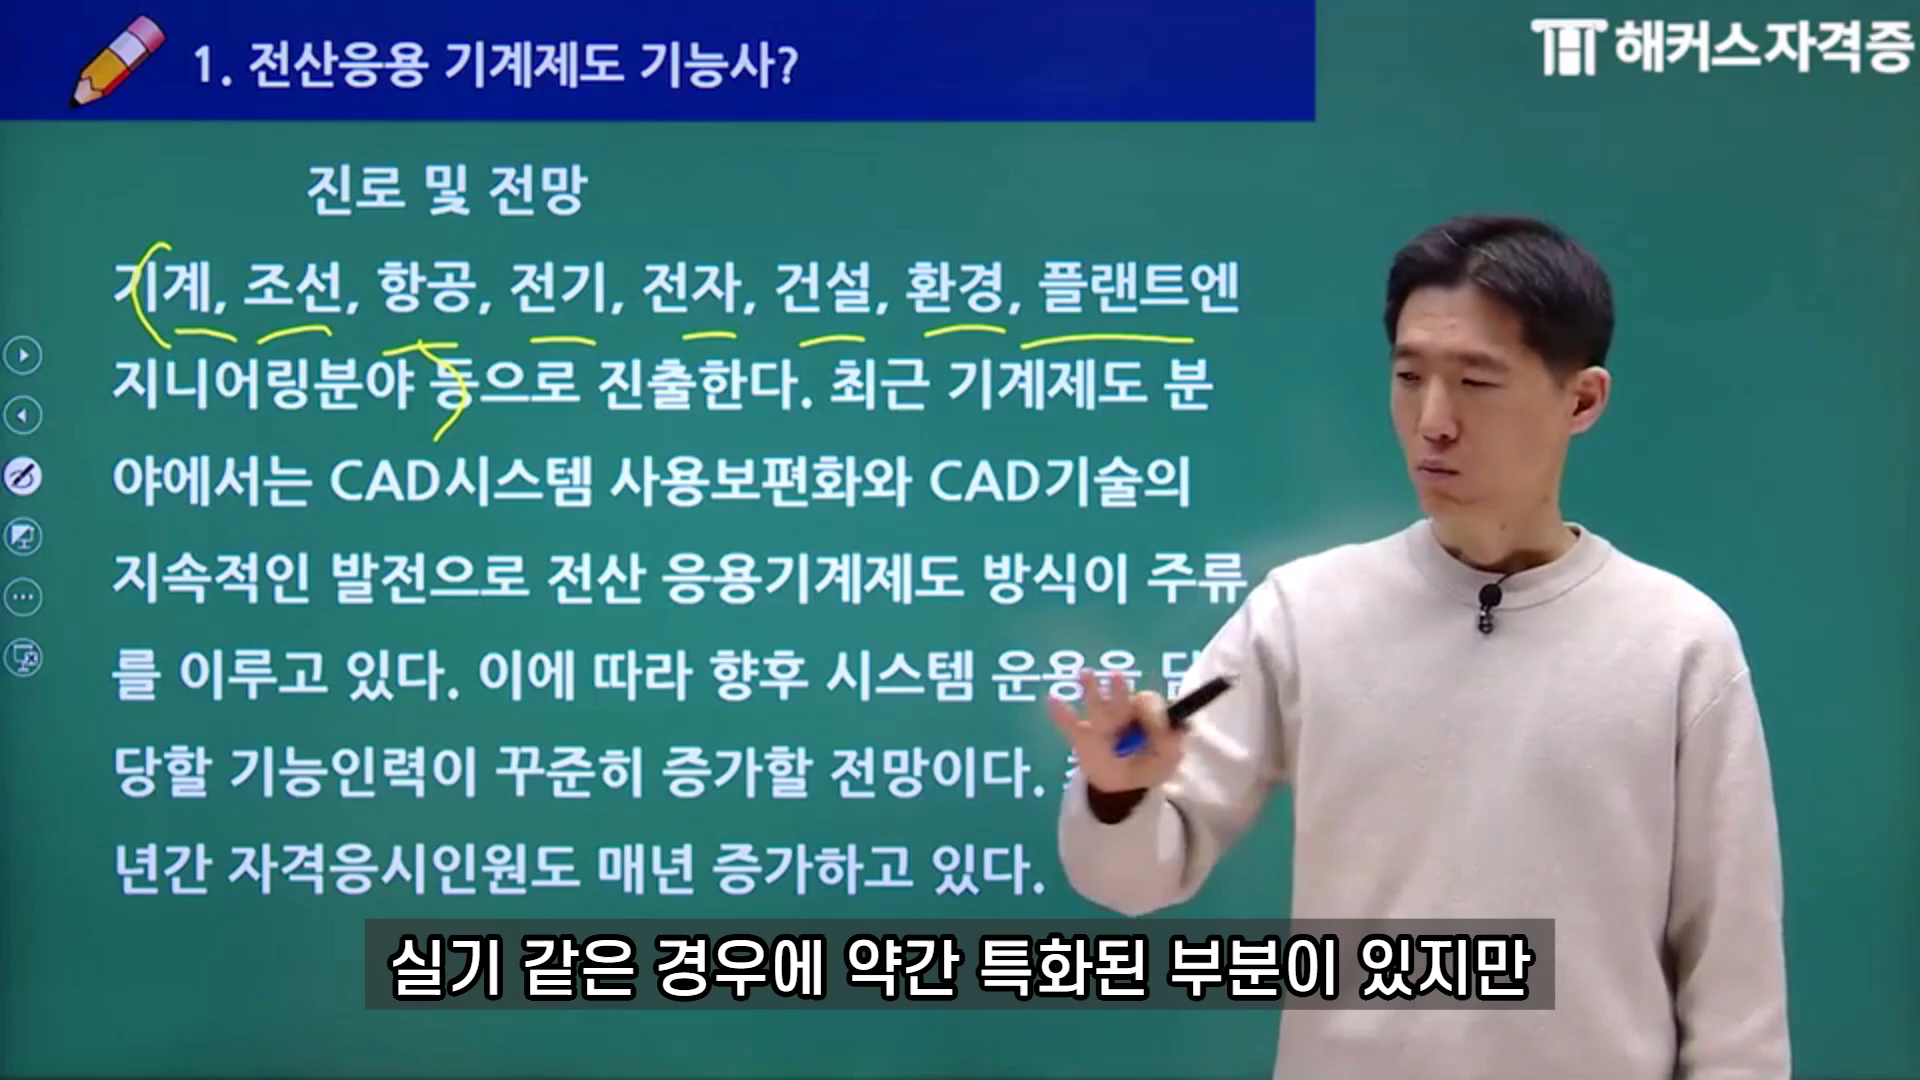 1. 전산응용 기계제도 기능사?
해커스자격증
진로 및 전망
기계, 조선, 항공, 전기, 전자, 건설, 환경, 플랜트엔
지니어링분야 등으로 진출한다. 최근 기계제도 분
야에서는 CAD시스템 사용보편화와 CAD기술의
지속적인 발전으로 전산 응용기계제도 방식이 주류
를 이루고 있다. 이에 따라 향후 시스템 운용을
당할 기능인력이 꾸준히 증가할 전망이다.
년간 자격응시인원도 매년 증가하고 있다.
실기 같은 경우에 약간 특화된 부분이 있지만